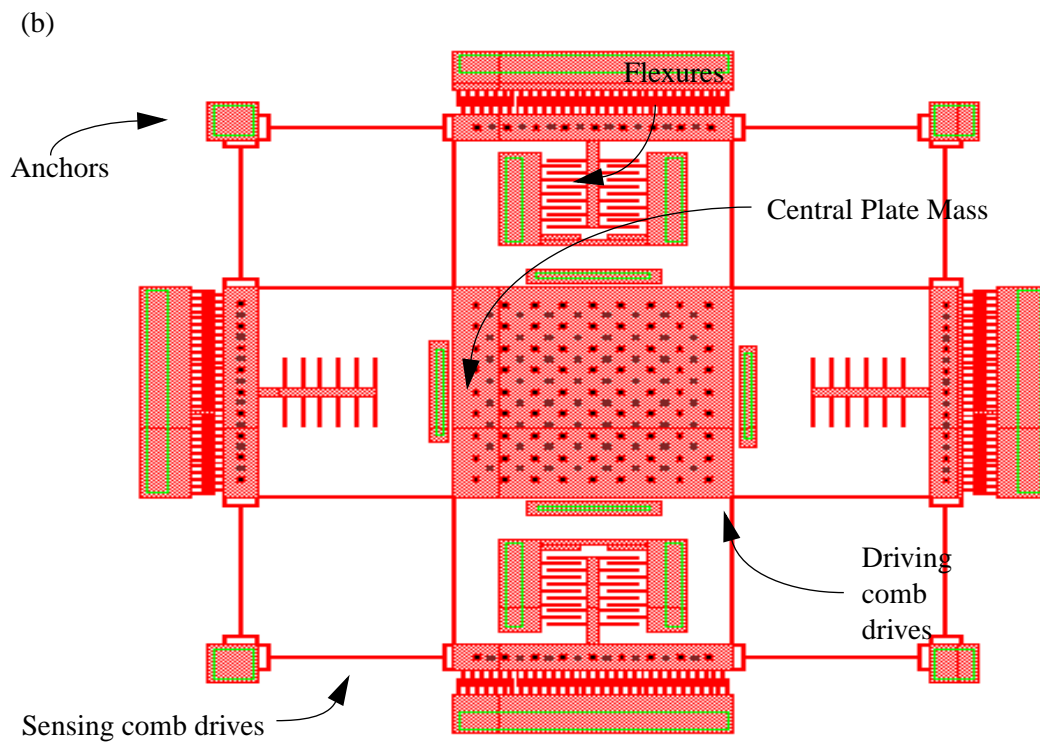 (b)
Flexures
Anchors
Central Plate Mass
Driving
comb
drives
Sensing comb drives